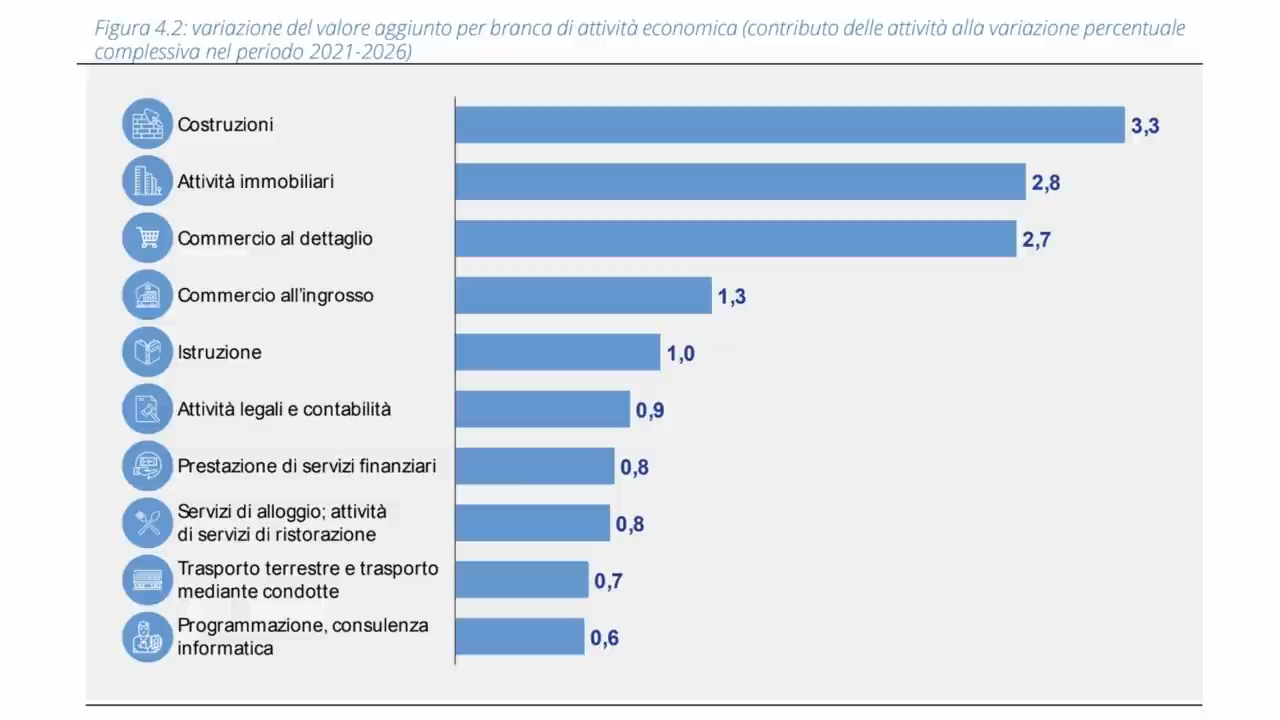 Figura 4.2: variazione del valore aggiunto per branca di attività economica (contributo delle attività alla variazione percentuale
complessiva nel periodo 2021-2026)
Costruzioni 3,3
Attività immobiliari 2,8
Commercio al dettaglio 2,7
Commercio all'ingrosso 1,3
Istruzione 1,0
Attività legali e contabilità 0,9
Prestazione di servizi finanziari 0,8
Servizi di alloggio; attività
di servizi di ristorazione 0,8
Trasporto terrestre e trasporto
mediante condotte 0,7
Programmazione, consulenza
informatica 0,6